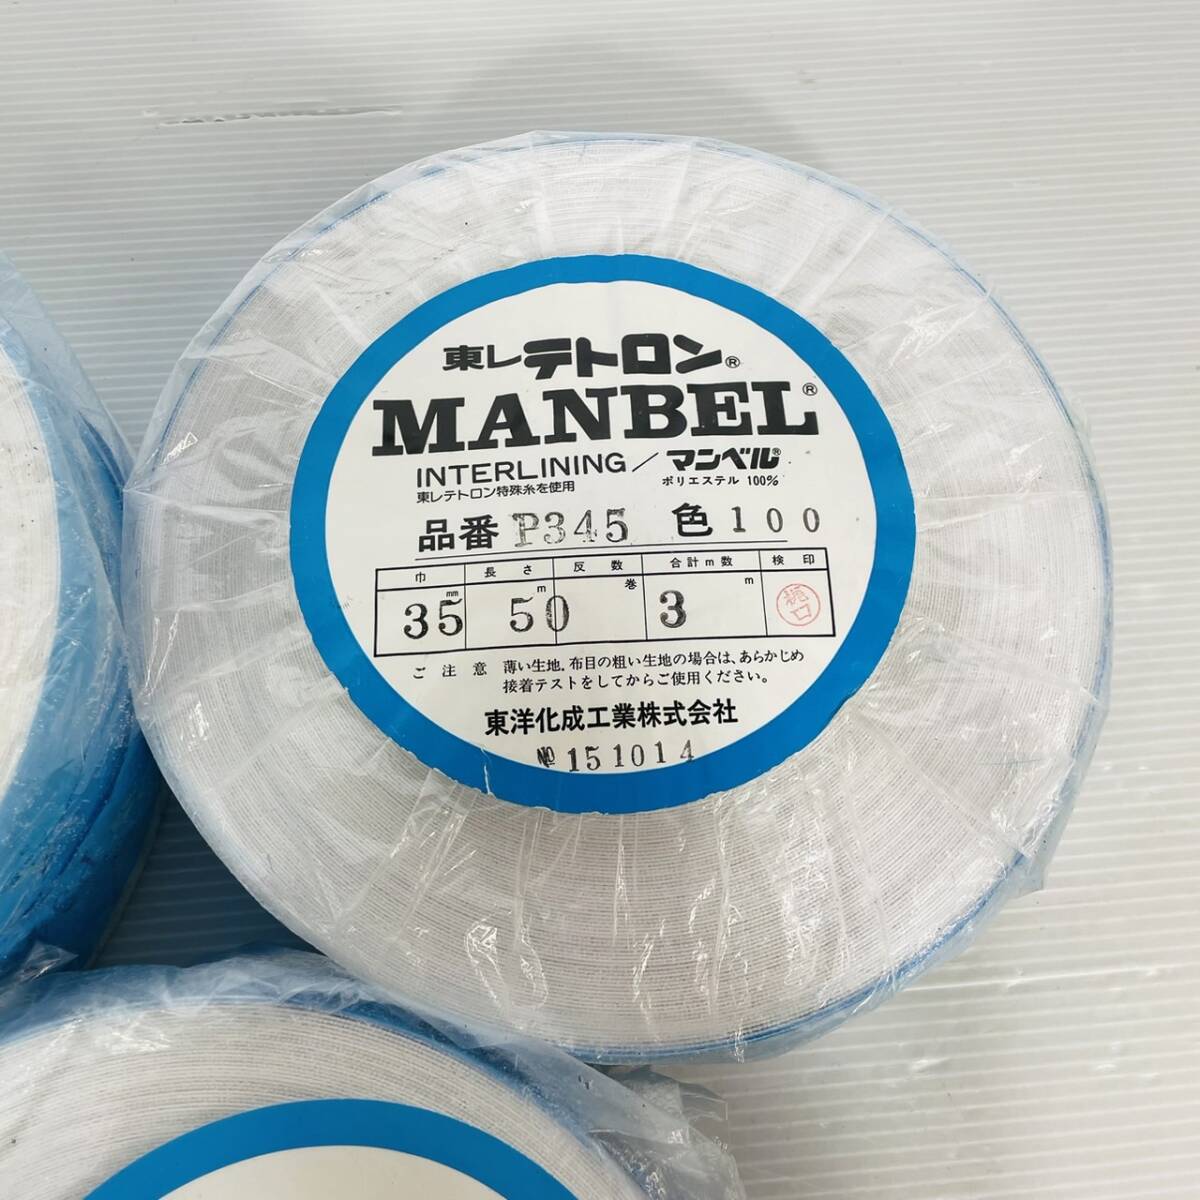 東レテトロン®
MANBEL®
INTERLINING／マンベル®
東レテトロン特殊糸を使用 ポリエステル 100%
品番 P345 色 100
巾 長さ 反数 合計m数 検印
35mm 50m 巻 3m
ご注意 薄い生地、布目の粗い生地の場合は、あらかじめ
接着テストをしてからご使用ください。
東洋化成工業株式会社
№ 151014